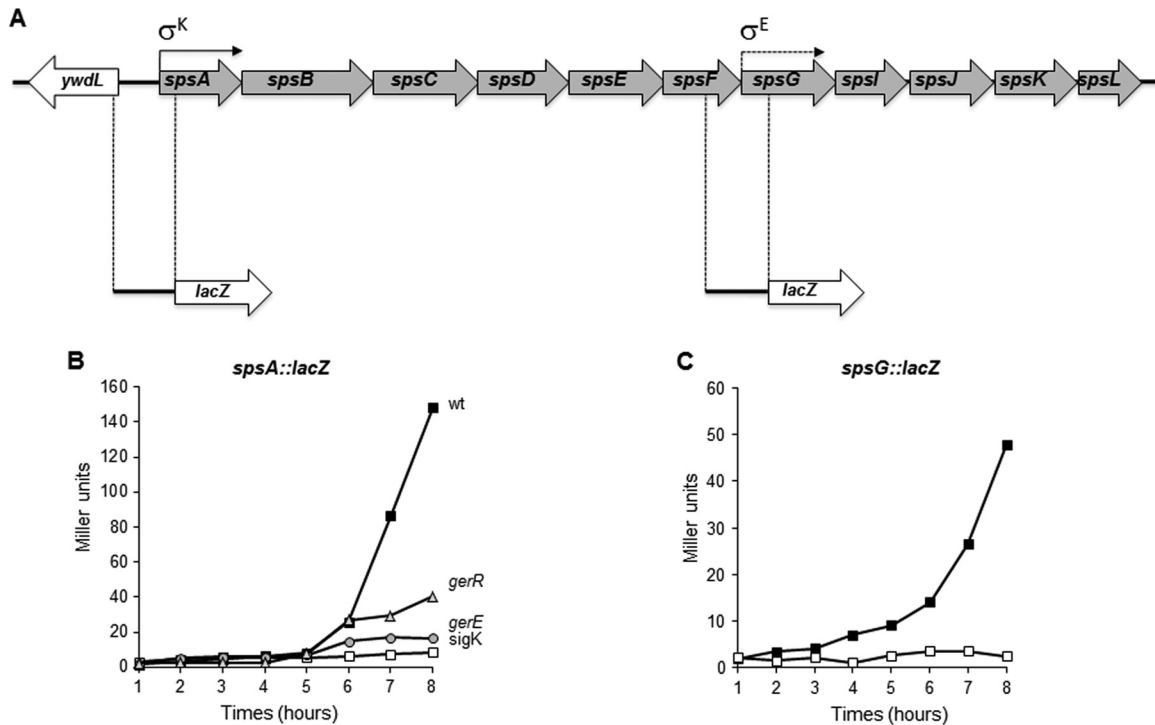 A
σK
σE
ywdL spsA spsB spsC spsD spsE spsF spsG spsI spsJ spsK spsL
lacZ lacZ
B spsA::lacZ
160
140
120
100
80
60
40
20
0
Miller units
wt
gerR
gerE
sigK
1 2 3 4 5 6 7 8
Times (hours)
C spsG::lacZ
60
50
40
30
20
10
0
Miller units
1 2 3 4 5 6 7 8
Times (hours)